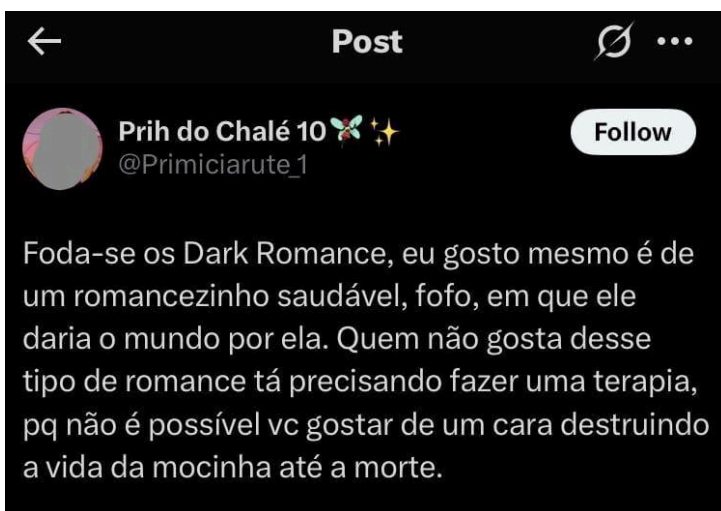 Post
Prih do Chalé 10🧚✨
@Primiciarute_1
Follow
Foda-se os Dark Romance, eu gosto mesmo é de
um romancezinho saudável, fofo, em que ele
daria o mundo por ela. Quem não gosta desse
tipo de romance tá precisando fazer uma terapia,
pq não é possível vc gostar de um cara destruindo
a vida da mocinha até a morte.